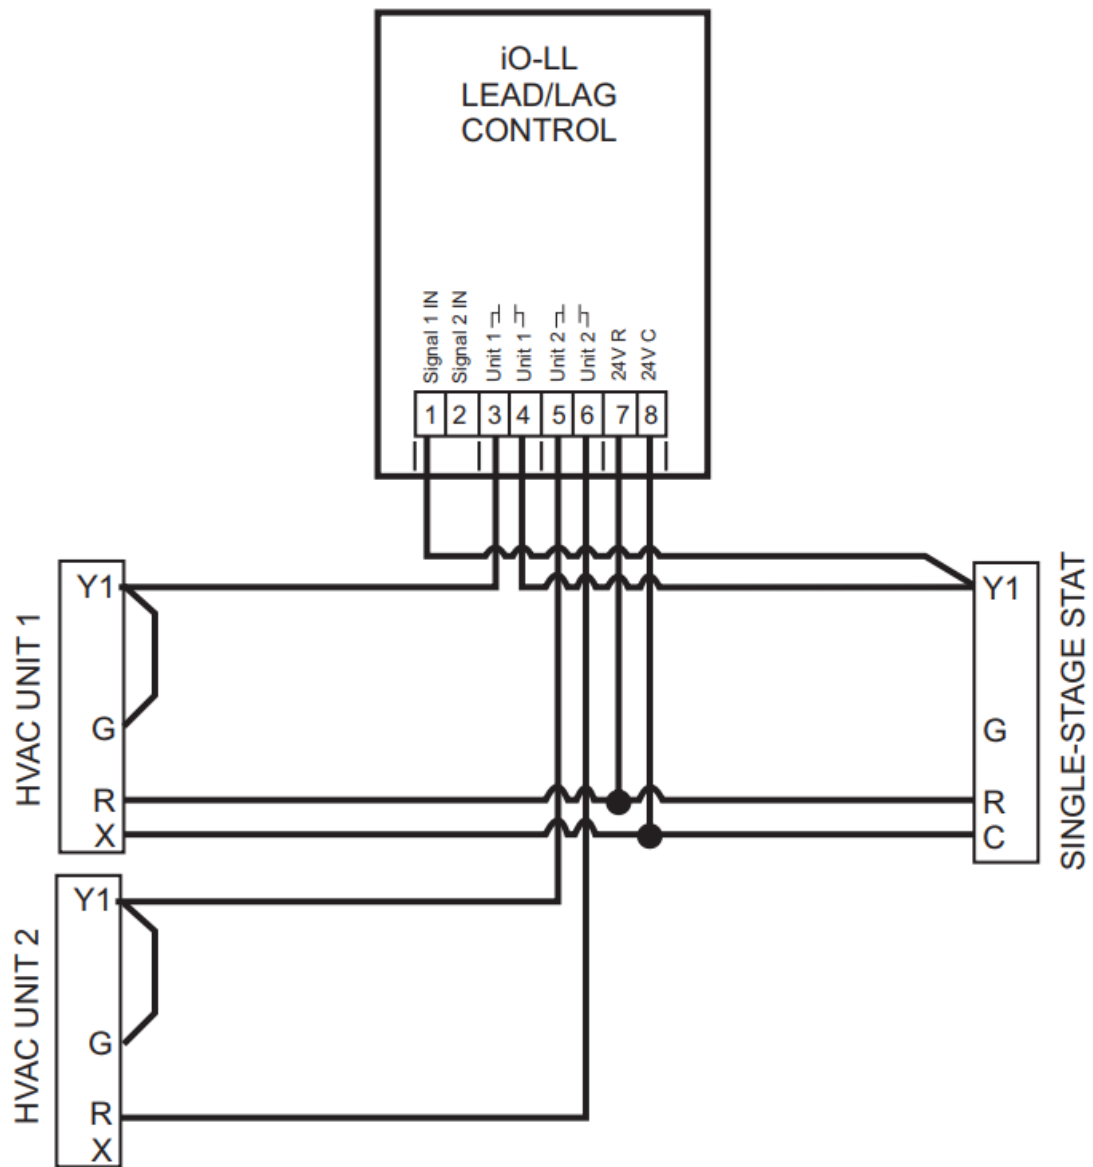 iO-LL
LEAD/LAG
CONTROL
Signal 1 IN
Signal 2 IN
Unit 1
Unit 1
Unit 2
Unit 2
24V R
24V C
1 2 3 4 5 6 7 8
HVAC UNIT 1
Y1
G
R
X
SINGLE-STAGE STAT
Y1
G
R
C
HVAC UNIT 2
Y1
G
R
X